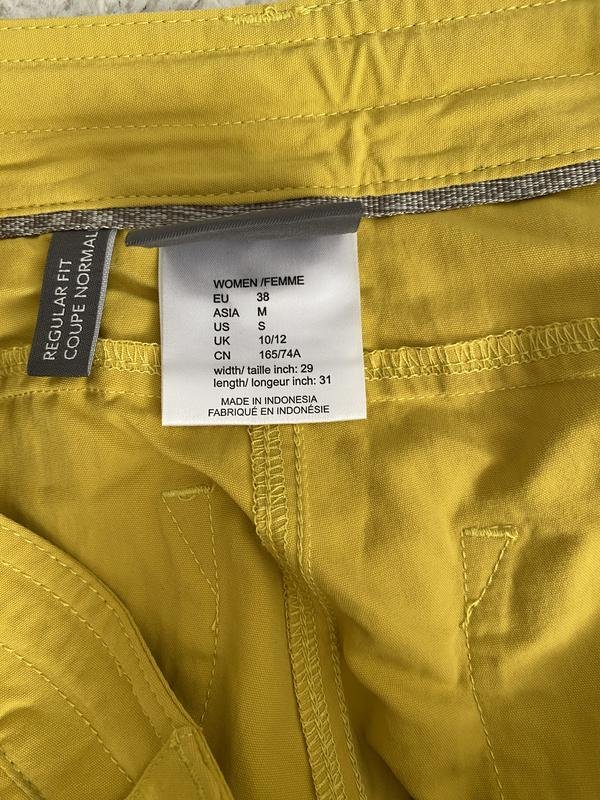 REGULAR FIT
COUPE NORMALE
WOMEN /FEMME
EU 38
ASIA M
US S
UK 10/12
CN 165/74A
width/ taille inch: 29
length/ longeur inch: 31
MADE IN INDONESIA
FABRIQUÉ EN INDONÉSIE